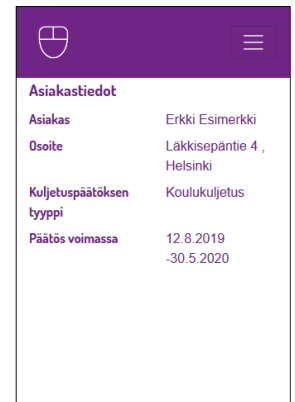 Asiakastiedot
Asiakas Erkki Esimerkki
Osoite Läkkisepäntie 4 ,
Helsinki
Kuljetuspäätöksen Koulukuljetus
tyyppi
Päätös voimassa 12.8.2019
-30.5.2020